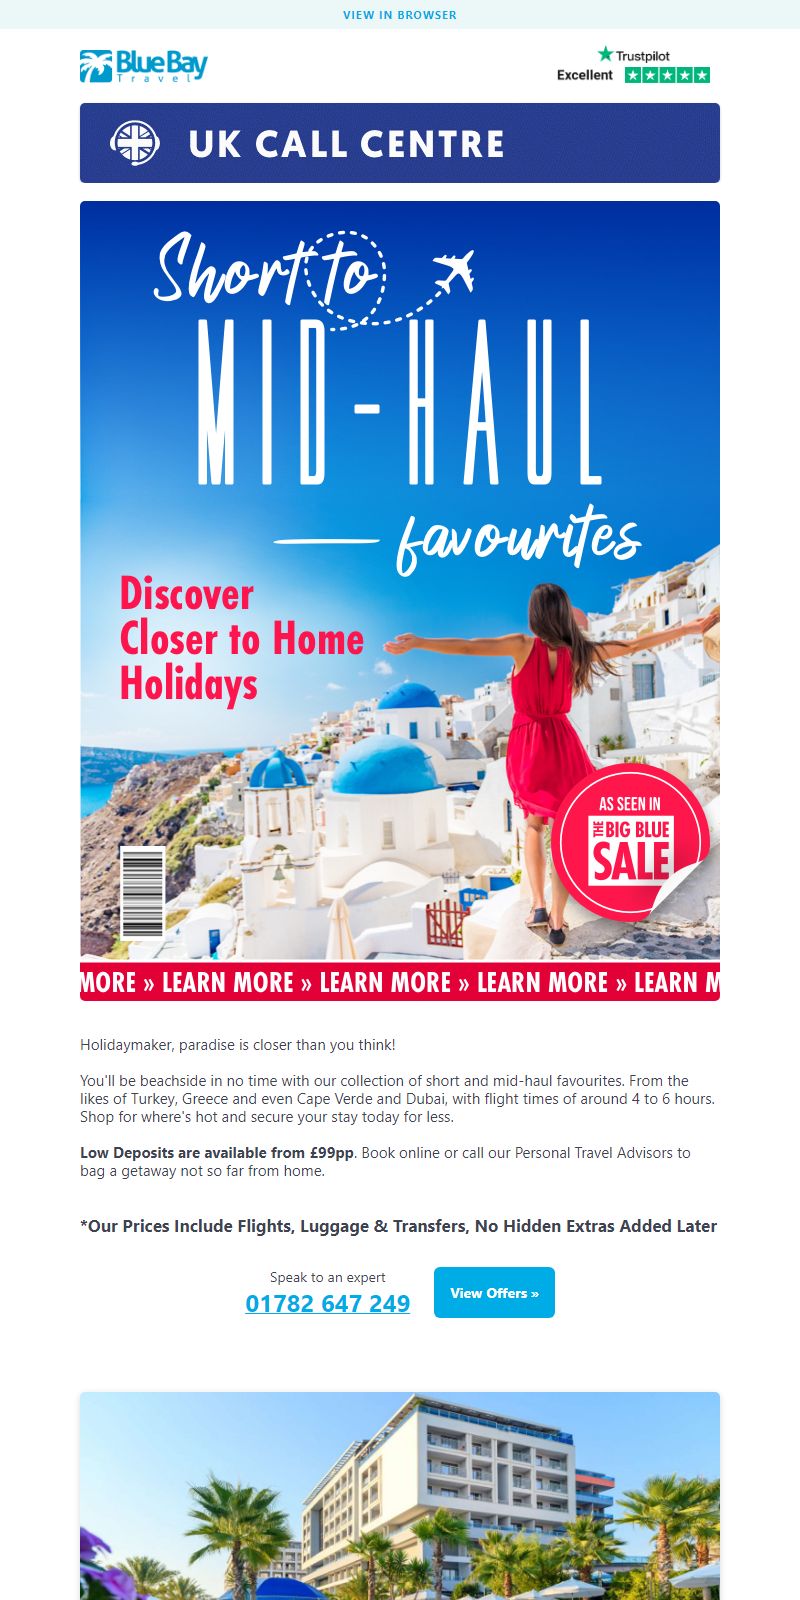 VIEW IN BROWSER
Blue Bay
Travel
Trustpilot
Excellent
UK CALL CENTRE
Short to
MID-HAUL
favourites
Discover
Closer to Home
Holidays
AS SEEN IN
THE BIG BLUE
SALE
MORE » LEARN MORE » LEARN MORE » LEARN MORE » LEARN M
Holidaymaker, paradise is closer than you think!
You'll be beachside in no time with our collection of short and mid-haul favourites. From the
likes of Turkey, Greece and even Cape Verde and Dubai, with flight times of around 4 to 6 hours.
Shop for where's hot and secure your stay today for less.
Low Deposits are available from £99pp. Book online or call our Personal Travel Advisors to
bag a getaway not so far from home.
*Our Prices Include Flights, Luggage & Transfers, No Hidden Extras Added Later
Speak to an expert
01782 647 249
View Offers »